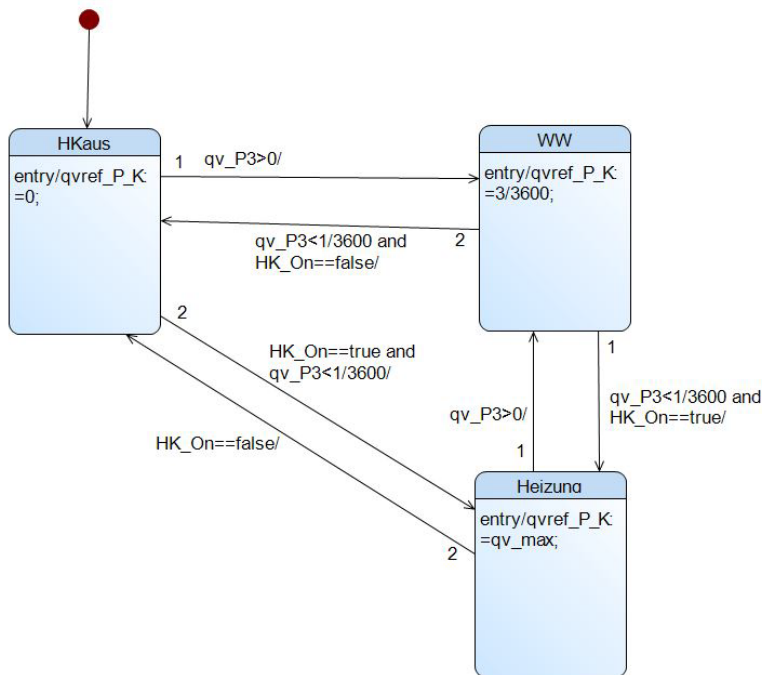 HKaus
entry/qvref_P_K:
=0;
1
qv_P3>0/
WW
entry/qvref_P_K:
=3/3600;
qv_P3<1/3600 and
HK_On==false/
2
2
HK_On==true and
qv_P3<1/3600/
1
qv_P3<1/3600 and
HK_On==true/
qv_P3>0/
1
HK_On==false/
Heizung
entry/qvref_P_K:
=qv_max;
2